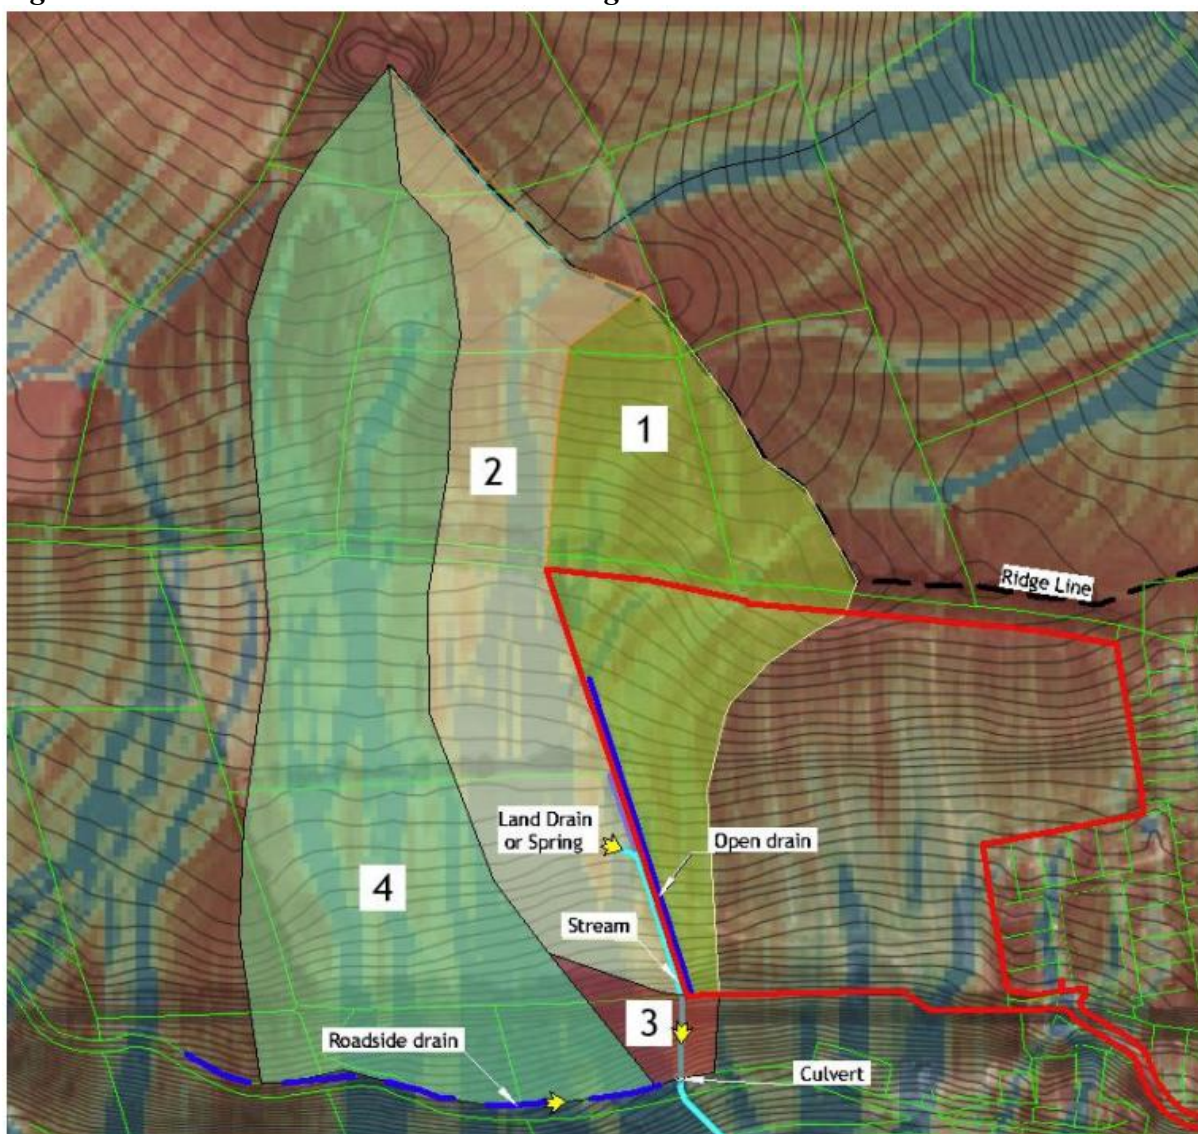 1
2
Ridge Line
Land Drain
or Spring
Open drain
4
Stream
3
Roadside drain
Culvert